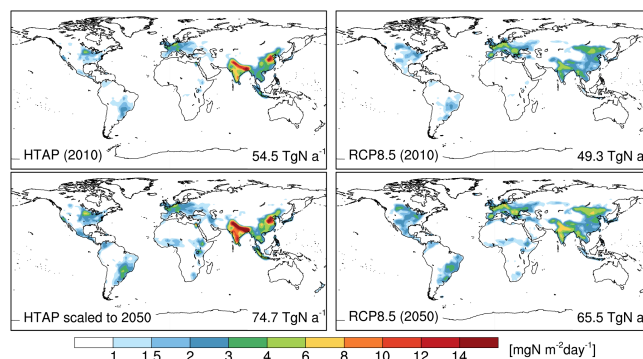 HTAP (2010) 54.5 TgN a⁻¹
RCP8.5 (2010) 49.3 TgN a⁻¹
HTAP scaled to 2050 74.7 TgN a⁻¹
RCP8.5 (2050) 65.5 TgN a⁻¹
1 1.5 2 3 4 6 8 10 12 14 [mgN m⁻²day⁻¹]